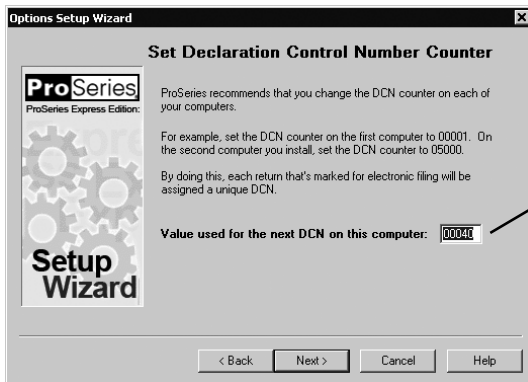 Options Setup Wizard
Set Declaration Control Number Counter
ProSeries
ProSeries Express Edition:
ProSeries recommends that you change the DCN counter on each of
your computers.
For example, set the DCN counter on the first computer to 00001. On
the second computer you install, set the DCN counter to 05000.
By doing this, each return that's marked for electronic filing will be
assigned a unique DCN.
Value used for the next DCN on this computer: 00040
Setup
Wizard
< Back Next > Cancel Help